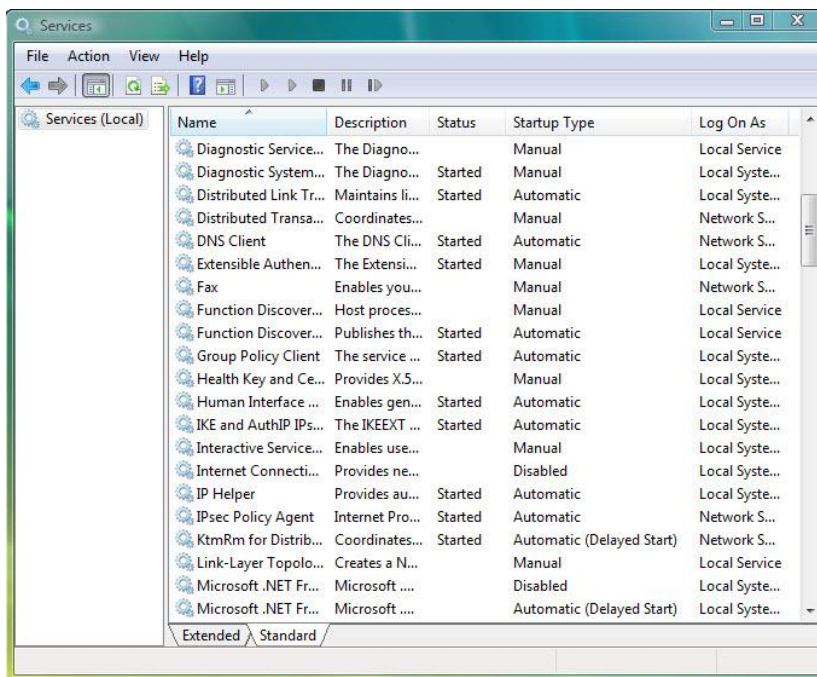 Services
File Action View Help
Services (Local)
Name Description Status Startup Type Log On As
Diagnostic Service... The Diagno... Manual Local Service
Diagnostic System... The Diagno... Started Manual Local Syste...
Distributed Link Tr... Maintains li... Started Automatic Local Syste...
Distributed Transa... Coordinates... Manual Network S...
DNS Client The DNS Cli... Started Automatic Network S...
Extensible Authen... The Extensi... Started Manual Local Syste...
Fax Enables you... Manual Network S...
Function Discover... Host proces... Manual Local Service
Function Discover... Publishes th... Started Automatic Local Service
Group Policy Client The service ... Started Automatic Local Syste...
Health Key and Ce... Provides X.5... Manual Local Syste...
Human Interface ... Enables gen... Started Automatic Local Syste...
IKE and AuthIP IPs... The IKEEXT ... Started Automatic Local Syste...
Interactive Service... Enables use... Manual Local Syste...
Internet Connecti... Provides ne... Disabled Local Syste...
IP Helper Provides au... Started Automatic Local Syste...
IPsec Policy Agent Internet Pro... Started Automatic Network S...
KtmRm for Distrib... Coordinates... Started Automatic (Delayed Start) Network S...
Link-Layer Topolo... Creates a N... Manual Local Service
Microsoft .NET Fr... Microsoft .... Disabled Local Syste...
Microsoft .NET Fr... Microsoft .... Automatic (Delayed Start) Local Syste...
Extended Standard